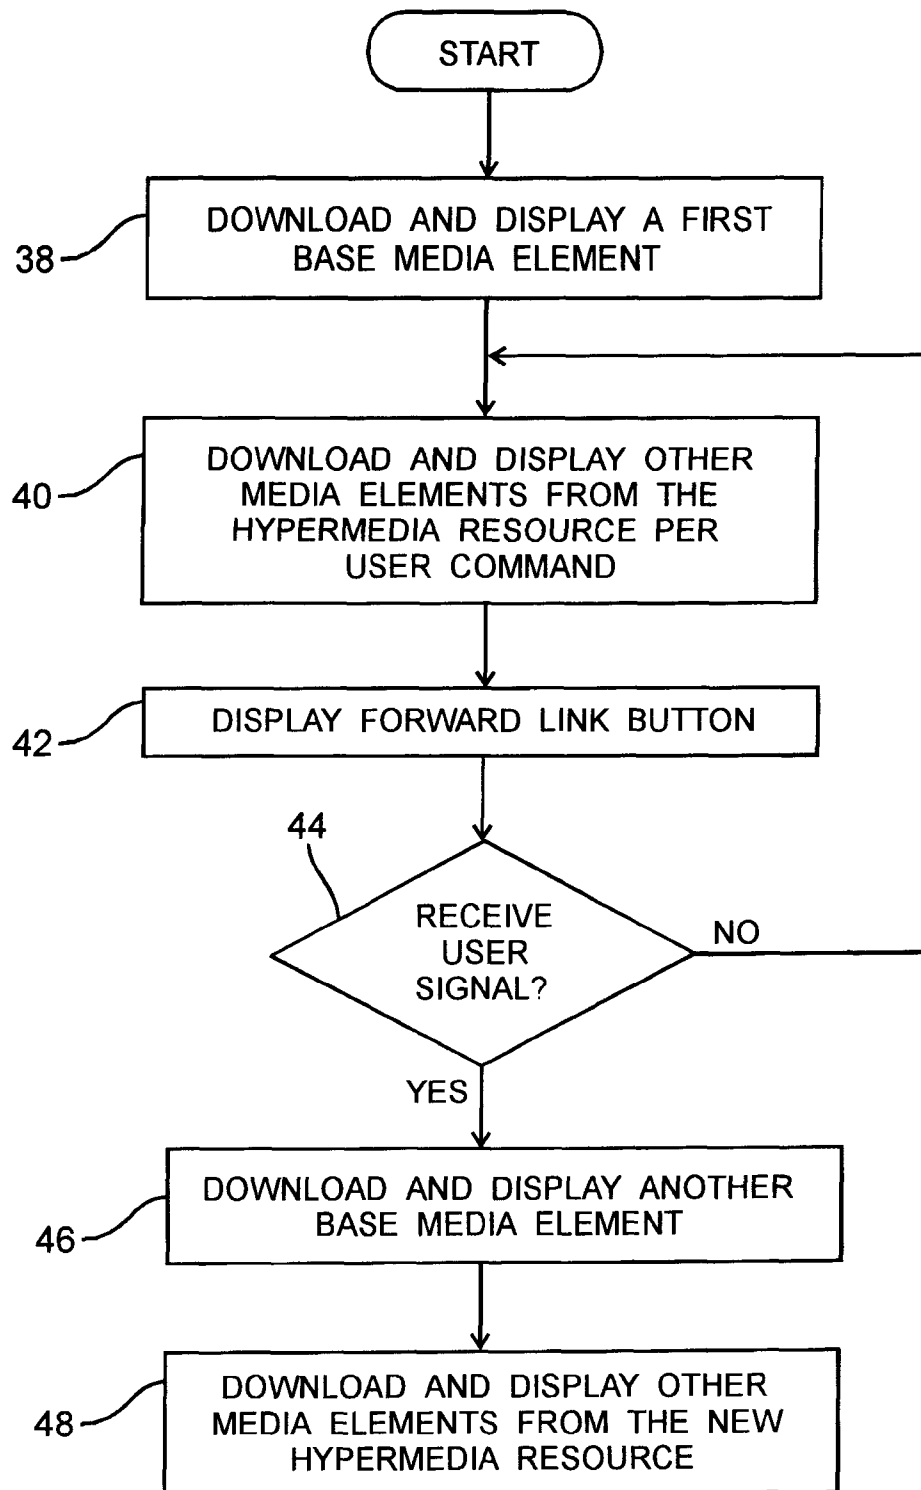 START
DOWNLOAD AND DISPLAY A FIRST
BASE MEDIA ELEMENT
38
DOWNLOAD AND DISPLAY OTHER
MEDIA ELEMENTS FROM THE
HYPERMEDIA RESOURCE PER
USER COMMAND
40
DISPLAY FORWARD LINK BUTTON
42
44
RECEIVE
USER
SIGNAL?
NO
YES
DOWNLOAD AND DISPLAY ANOTHER
BASE MEDIA ELEMENT
46
DOWNLOAD AND DISPLAY OTHER
MEDIA ELEMENTS FROM THE NEW
HYPERMEDIA RESOURCE
48